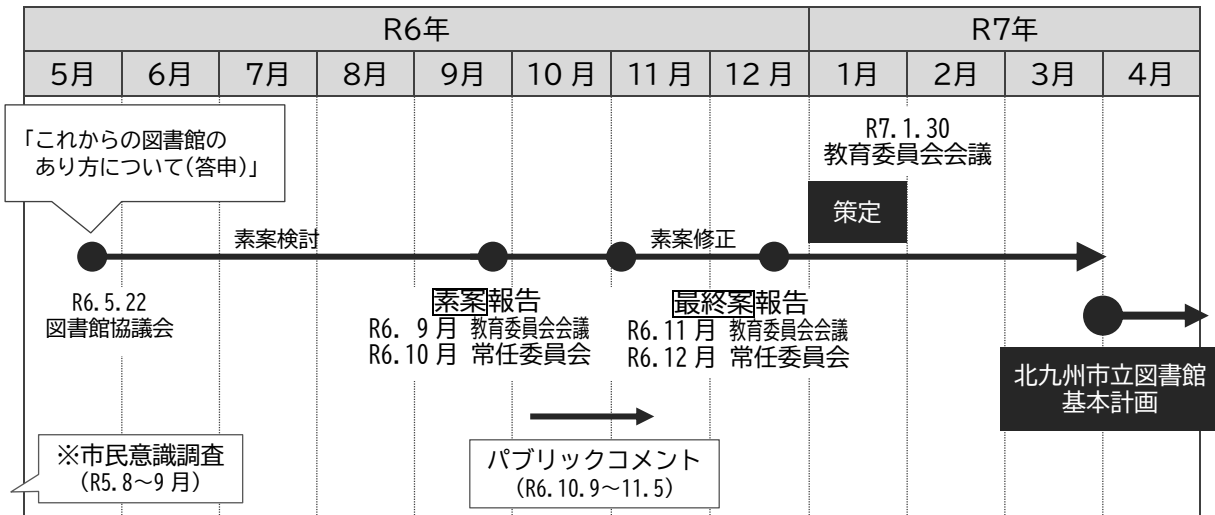 R6年 R7年
5月 6月 7月 8月 9月 10月 11月 12月 1月 2月 3月 4月
「これからの図書館の
あり方について(答申)」
R7.1.30
教育委員会会議
策定
素案検討
素案修正
R6.5.22
図書館協議会
素案報告
R6. 9月 教育委員会会議
R6.10月 常任委員会
最終案報告
R6.11月 教育委員会会議
R6.12月 常任委員会
北九州市立図書館
基本計画
※市民意識調査
(R5.8～9月)
パブリックコメント
(R6.10.9～11.5)